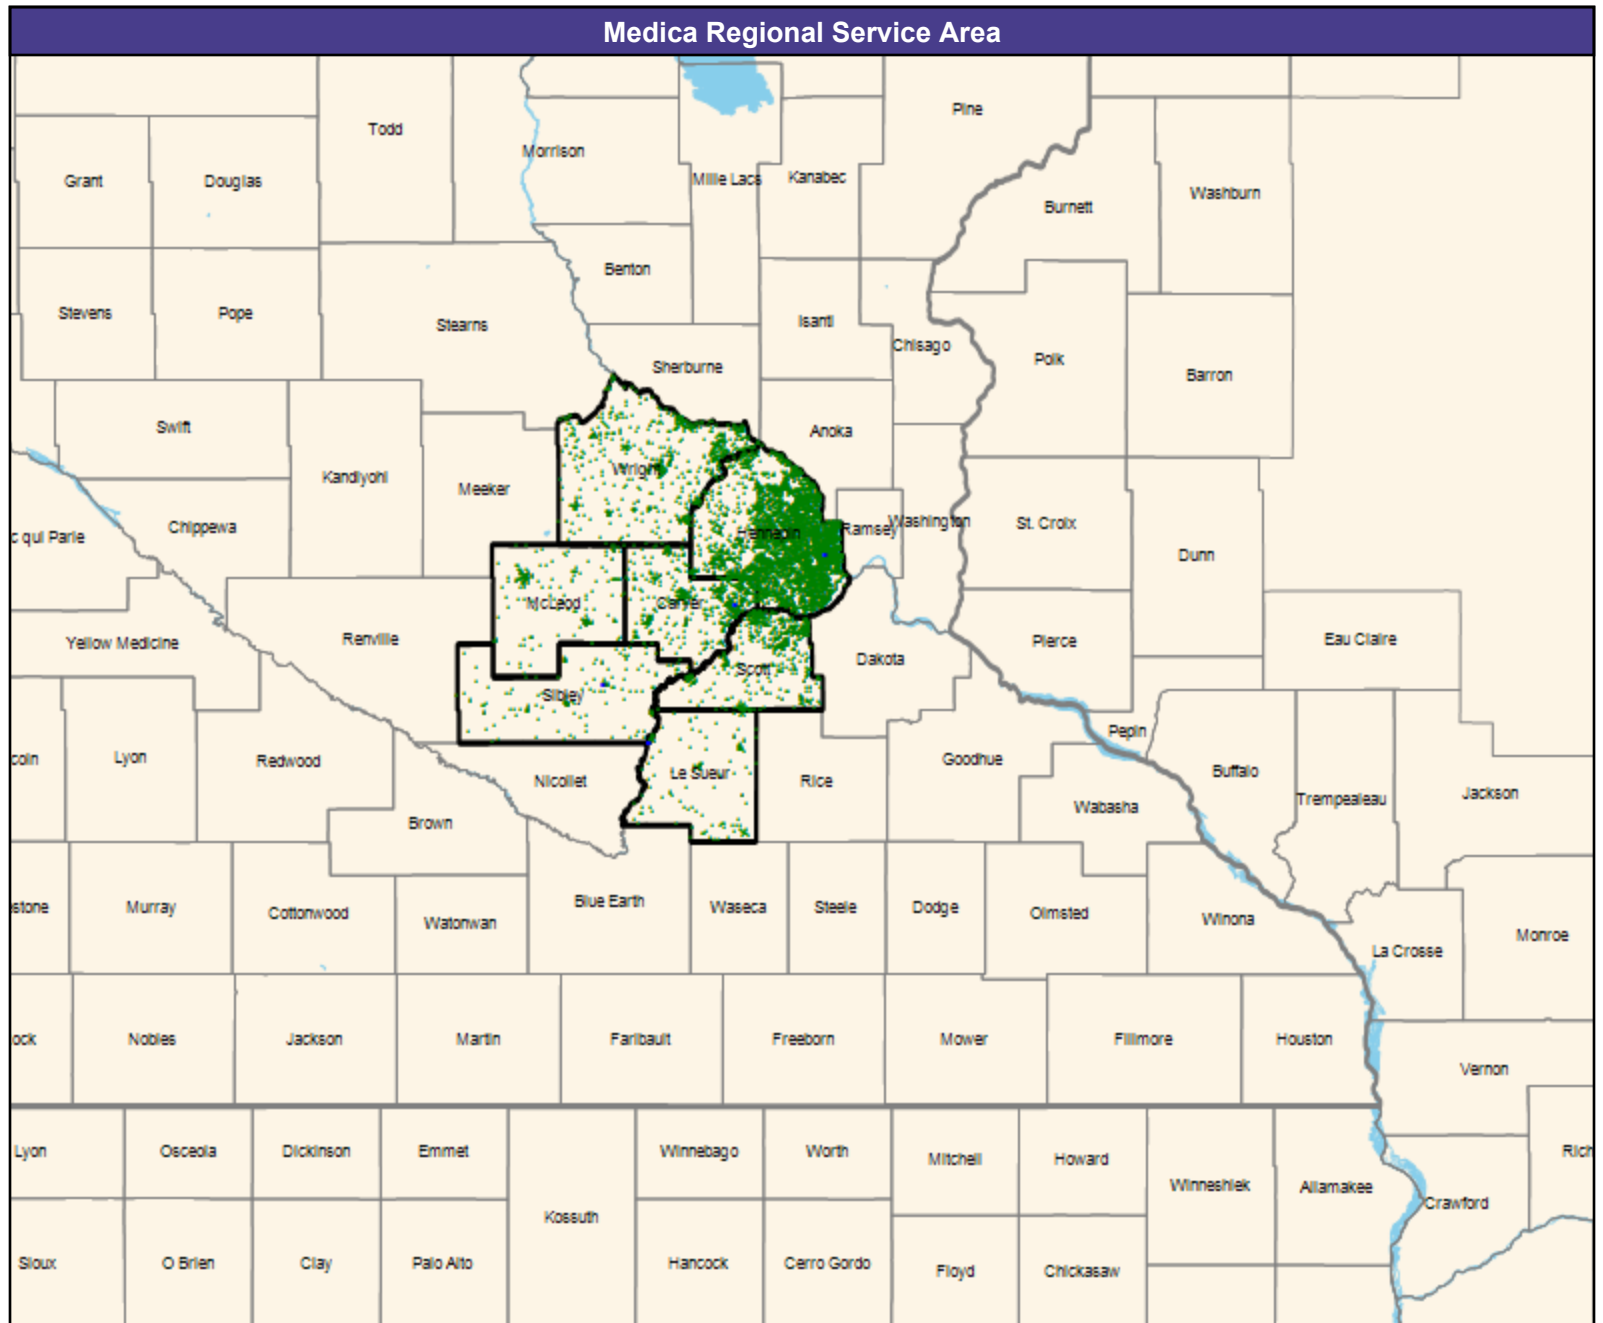 Medica Regional Service Area
Pine
Todd
Morrison
Mille Lacs
Kanabec
Grant
Douglas
Washburn
Burnett
Benton
Stevens
Pope
Stearns
Isanti
Chisago
Polk
Barron
Sherburne
Swift
Anoka
Wright
Kandiyohi
Meeker
Chippewa
c qui Parle
Hennepin
Ramsey
Washington
St. Croix
Dunn
McLeod
Carver
Yellow Medicine
Renville
Pierce
Eau Claire
Dakota
Scott
Sibley
Pepin
coln
Lyon
Redwood
Nicollet
Le Sueur
Rice
Goodhue
Buffalo
Trempealeau
Jackson
Wabasha
Brown
stone
Murray
Cottonwood
Watonwan
Blue Earth
Waseca
Steele
Dodge
Olmsted
Winona
La Crosse
Monroe
ock
Nobles
Jackson
Martin
Faribault
Freeborn
Mower
Fillmore
Houston
Vernon
Lyon
Osceola
Dickinson
Emmet
Winnebago
Worth
Mitchell
Howard
Rich
Winneshiek
Allamakee
Crawford
Kossuth
Sioux
O Brien
Clay
Palo Alto
Hancock
Cerro Gordo
Floyd
Chickasaw